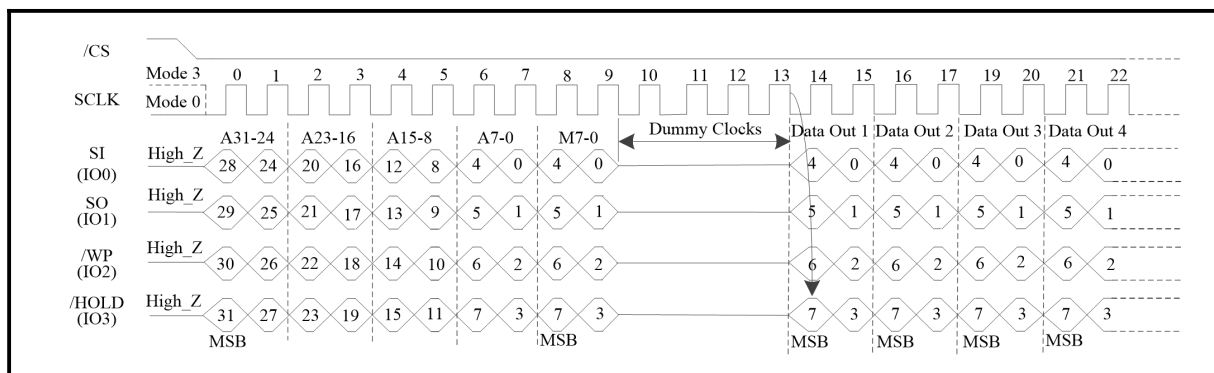 /CS
Mode 3 0 1 2 3 4 5 6 7 8 9 10 11 12 13 14 15 16 17 19 20 21 22
SCLK Mode 0
A31-24 A23-16 A15-8 A7-0 M7-0 Dummy Clocks Data Out 1 Data Out 2 Data Out 3 Data Out 4
SI High_Z 28 24 20 16 12 8 4 0 4 0 4 0 4 0 4 0 4 0
(IO0)
SO High_Z 29 25 21 17 13 9 5 1 5 1 5 1 5 1 5 1 5 1
(IO1)
/WP High_Z 30 26 22 18 14 10 6 2 6 2 6 2 6 2 6 2 6 2
(IO2)
/HOLD High_Z 31 27 23 19 15 11 7 3 7 3 7 3 7 3 7 3 7 3
(IO3)
MSB MSB MSB MSB MSB MSB